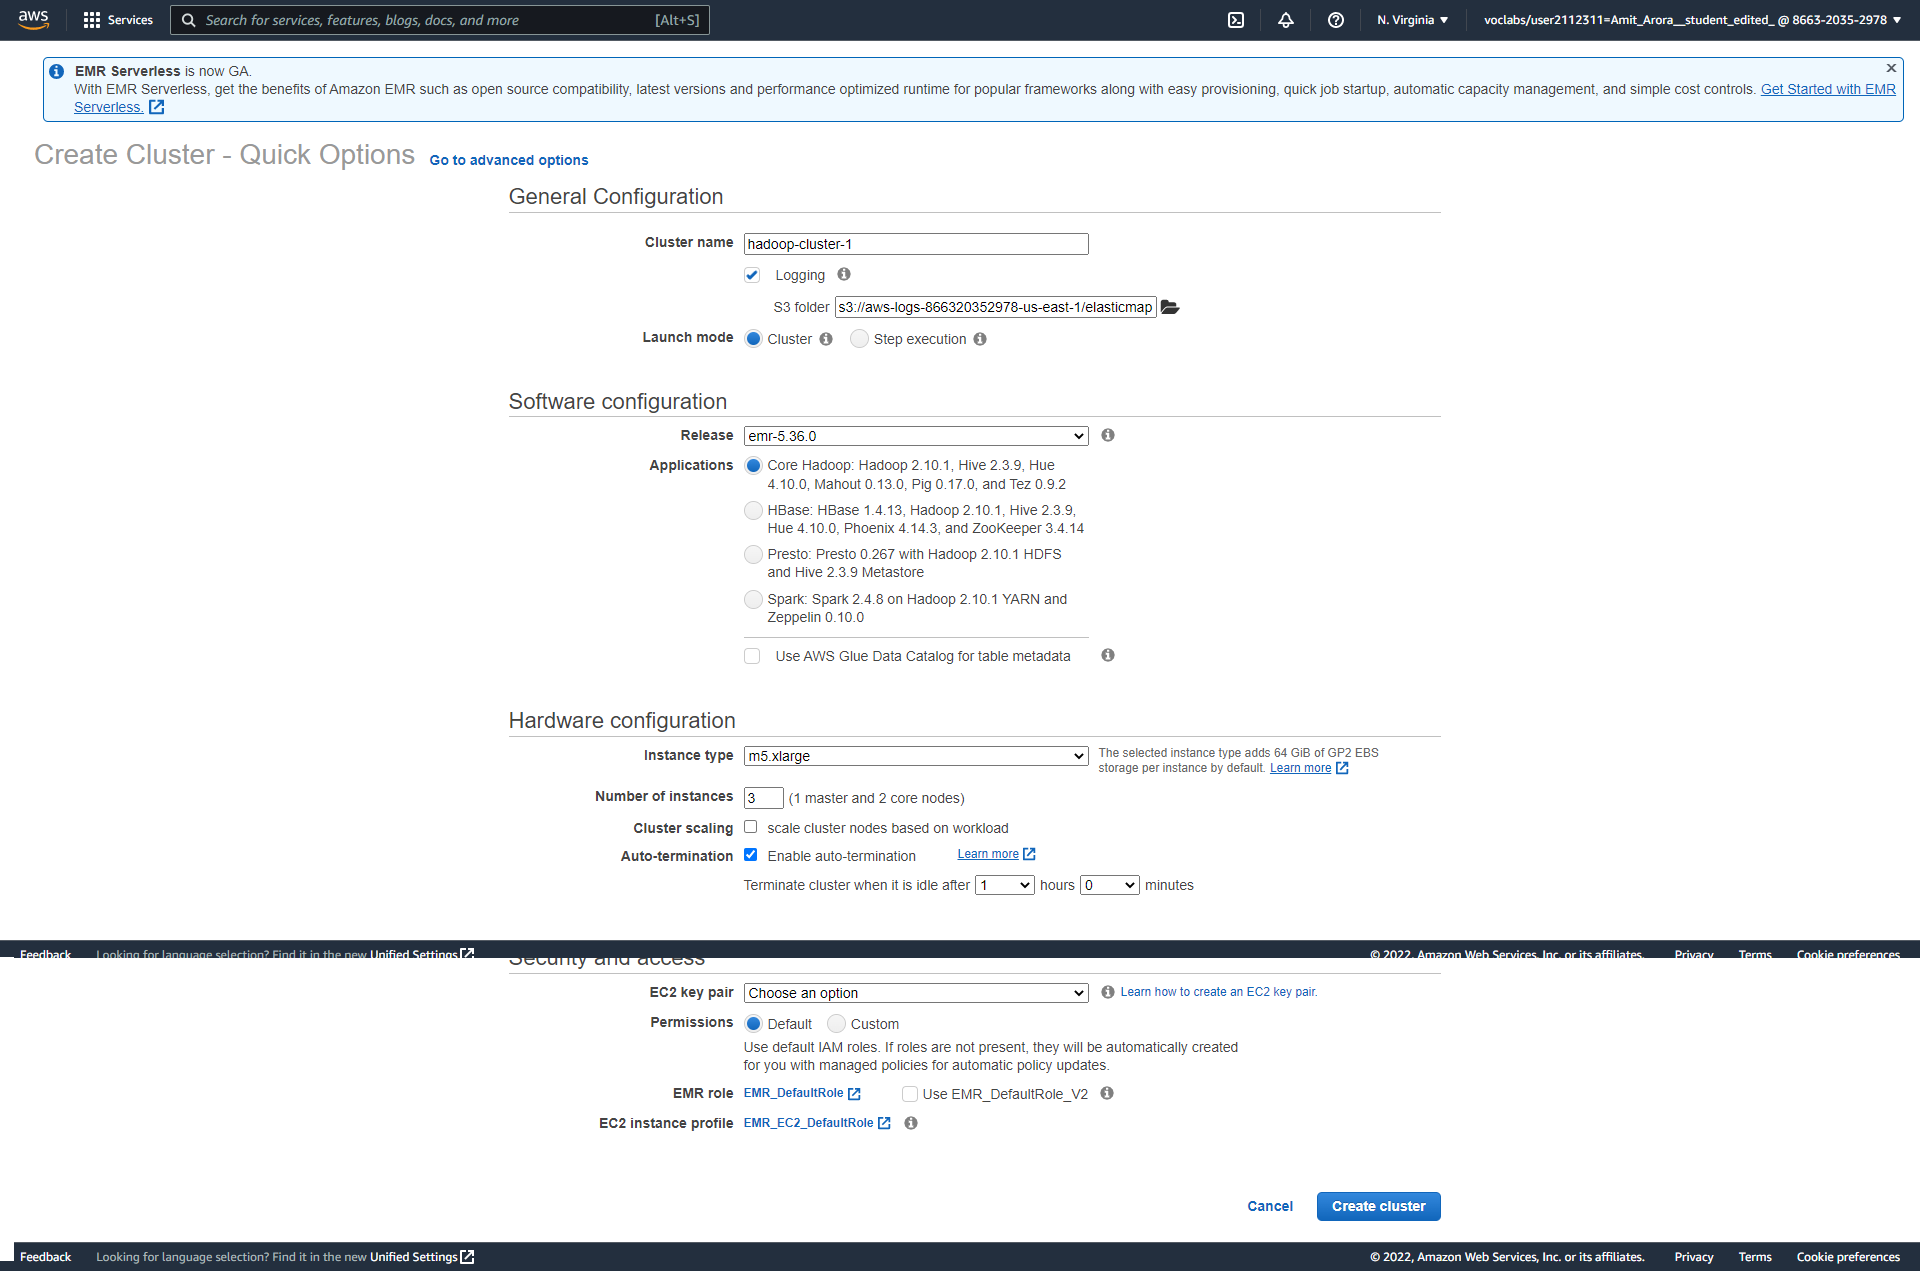 aws
Services
Search for services, features, blogs, docs, and more
[Alt+S]
N. Virginia ▼
voclabs/user2112311=Amit_Arora__student_edited_ @ 8663-2035-2978 ▼
EMR Serverless is now GA.
With EMR Serverless, get the benefits of Amazon EMR such as open source compatibility, latest versions and performance optimized runtime for popular frameworks along with easy provisioning, quick job startup, automatic capacity management, and simple cost controls. Get Started with EMR
Serverless.
Create Cluster - Quick Options Go to advanced options
General Configuration
Cluster name hadoop-cluster-1
Logging
S3 folder s3://aws-logs-866320352978-us-east-1/elasticmap
Launch mode Cluster Step execution
Software configuration
Release emr-5.36.0
Applications Core Hadoop: Hadoop 2.10.1, Hive 2.3.9, Hue
4.10.0, Mahout 0.13.0, Pig 0.17.0, and Tez 0.9.2
HBase: HBase 1.4.13, Hadoop 2.10.1, Hive 2.3.9,
Hue 4.10.0, Phoenix 4.14.3, and ZooKeeper 3.4.14
Presto: Presto 0.267 with Hadoop 2.10.1 HDFS
and Hive 2.3.9 Metastore
Spark: Spark 2.4.8 on Hadoop 2.10.1 YARN and
Zeppelin 0.10.0
Use AWS Glue Data Catalog for table metadata
Hardware configuration
Instance type m5.xlarge
The selected instance type adds 64 GiB of GP2 EBS
storage per instance by default. Learn more
Number of instances 3 (1 master and 2 core nodes)
Cluster scaling scale cluster nodes based on workload
Auto-termination Enable auto-termination Learn more
Terminate cluster when it is idle after 1 hours 0 minutes
Feedback Looking for language selection? Find it in the new Unified Settings © 2022, Amazon Web Services, Inc. or its affiliates. Privacy Terms Cookie preferences
Security and access
EC2 key pair Choose an option Learn how to create an EC2 key pair.
Permissions Default Custom
Use default IAM roles. If roles are not present, they will be automatically created
for you with managed policies for automatic policy updates.
EMR role EMR_DefaultRole Use EMR_DefaultRole_V2
EC2 instance profile EMR_EC2_DefaultRole
Cancel Create cluster
Feedback Looking for language selection? Find it in the new Unified Settings © 2022, Amazon Web Services, Inc. or its affiliates. Privacy Terms Cookie preferences